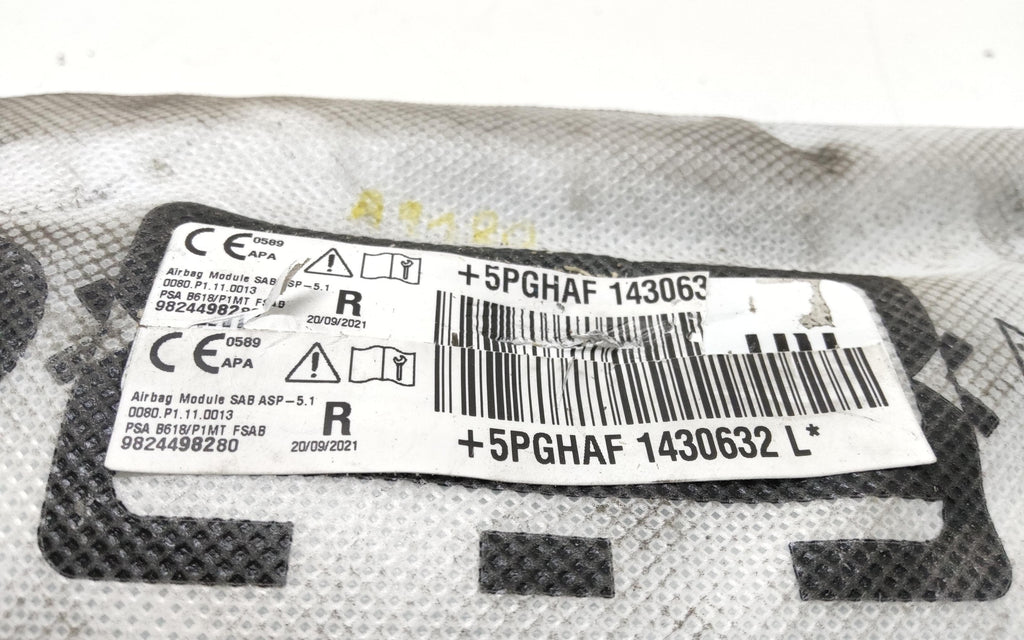 A1180
CE 0589
APA
Airbag Module SAB ASP-5.1
0080.P1.11.0013
PSA B618/P1MT FSAB
R
20/09/2021
+5PGHAF 143063
CE 0589
APA
Airbag Module SAB ASP-5.1
0080.P1.11.0013
PSA B618/P1MT FSAB
9824498280
R
20/09/2021
+5PGHAF 1430632 L*